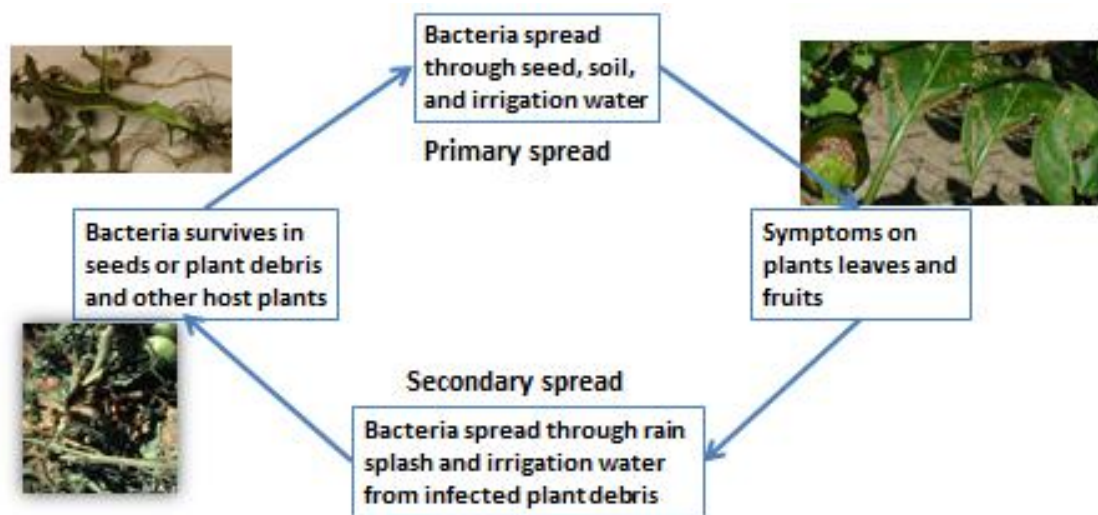 Bacteria spread
through seed, soil,
and irrigation water
Primary spread
Bacteria survives in
seeds or plant debris
and other host plants
Symptoms on
plants leaves and
fruits
Secondary spread
Bacteria spread through rain
splash and irrigation water
from infected plant debris